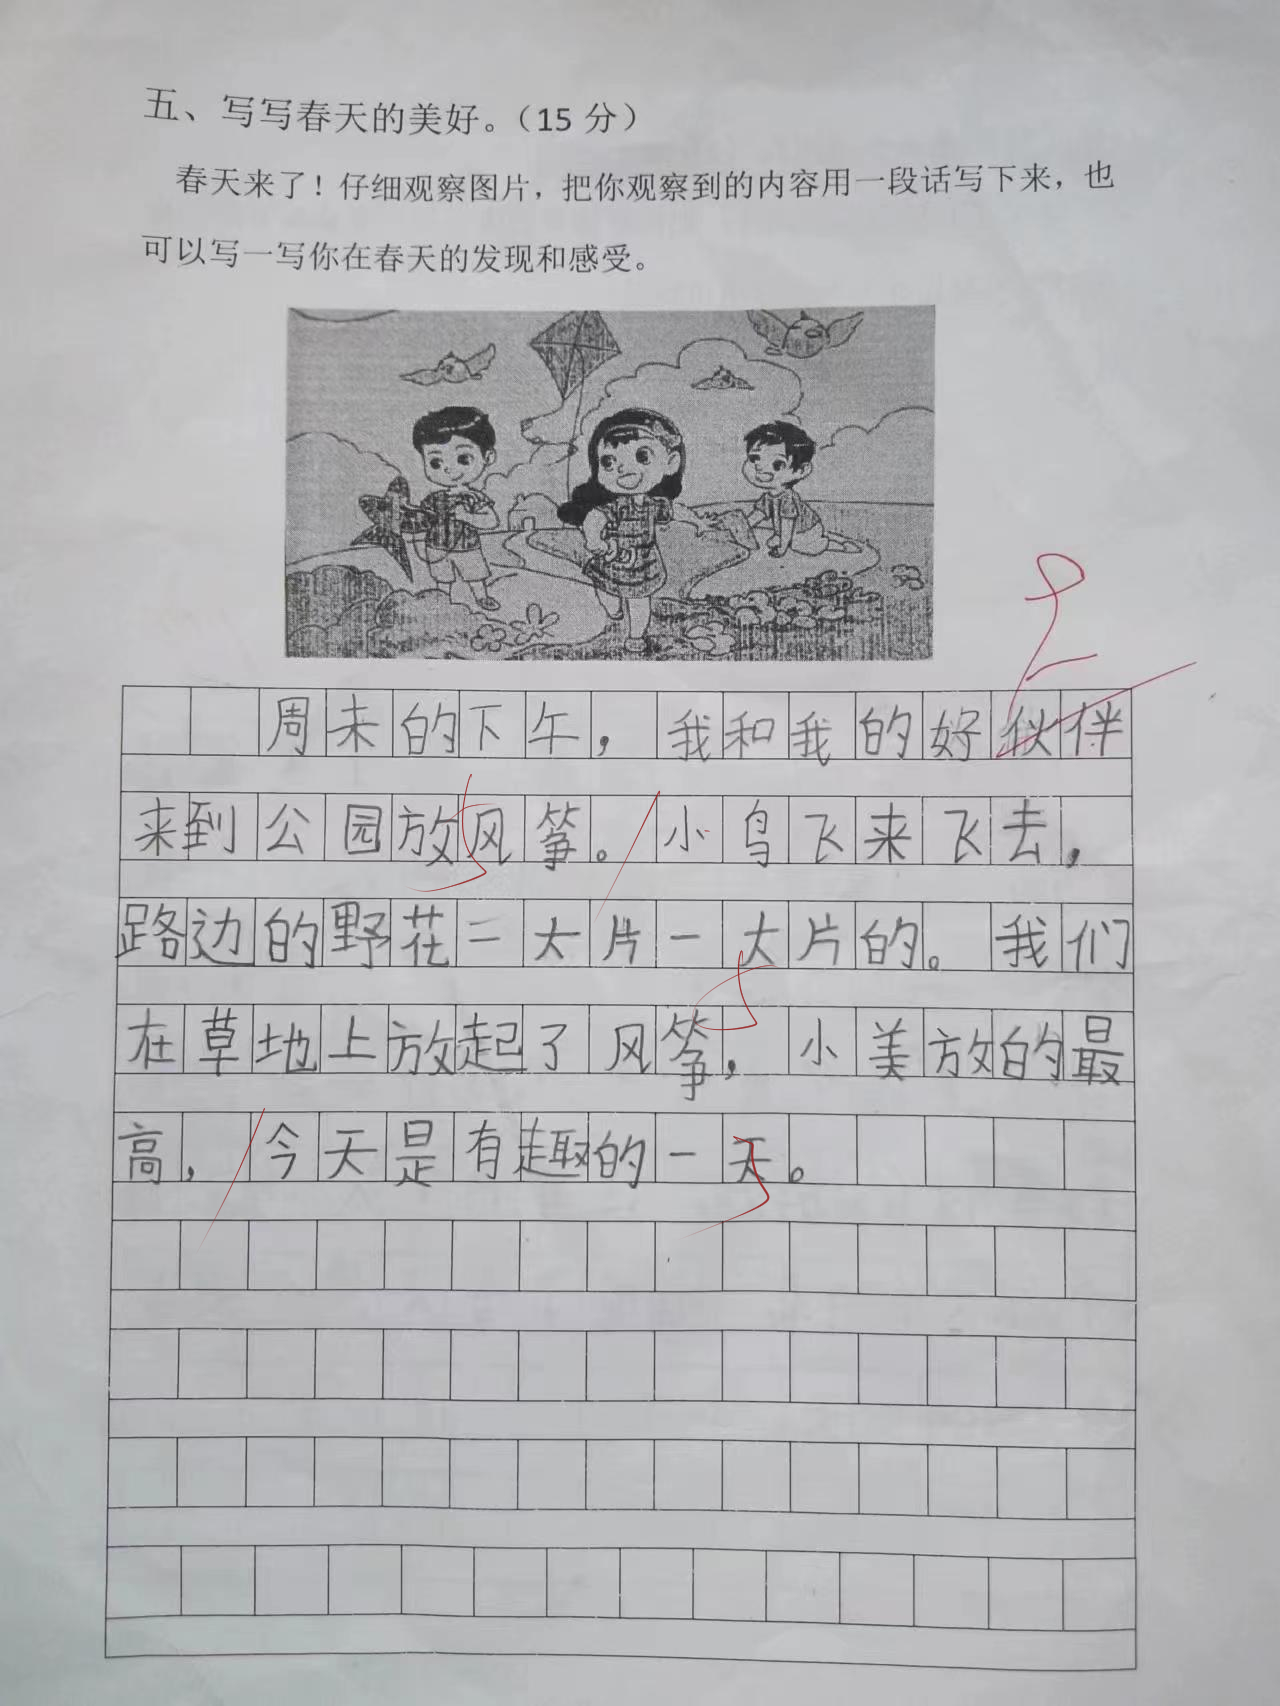 五、写写春天的美好。（15 分）
春天来了！仔细观察图片，把你观察到的内容用一段话写下来，也
可以写一写你在春天的发现和感受。
周未的下午，我和我的好伙伴
来到公园放风筝。小鸟飞来飞去，
路边的野花一大片一大片的。我们
在草地上放起了风筝，小美放的最
高，今天是有趣的一天。